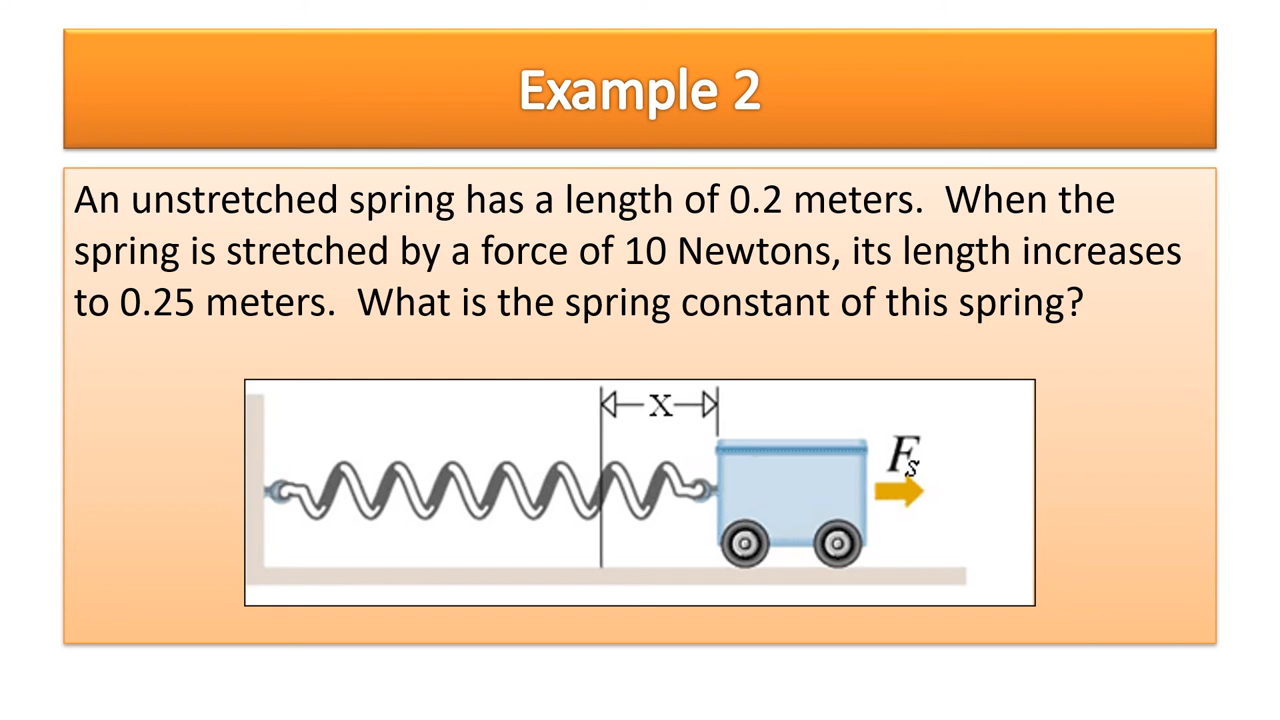 Example 2
An unstretched spring has a length of 0.2 meters.  When the
spring is stretched by a force of 10 Newtons, its length increases
to 0.25 meters.  What is the spring constant of this spring?
X
Fs